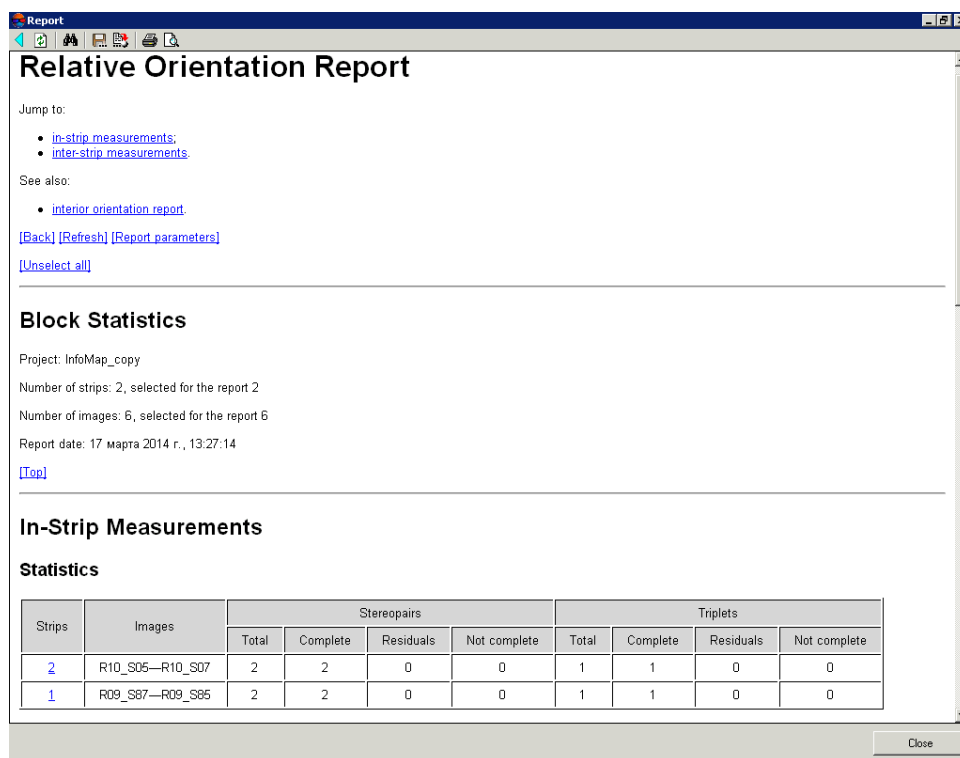 Report
Relative Orientation Report
Jump to:
in-strip measurements;
inter-strip measurements.
See also:
interior orientation report.
[Back] [Refresh] [Report parameters]
[Unselect all]
Block Statistics
Project: InfoMap_copy
Number of strips: 2, selected for the report 2
Number of images: 6, selected for the report 6
Report date: 17 марта 2014 г., 13:27:14
[Top]
In-Strip Measurements
Statistics
Strips Images Stereopairs Triplets
Total Complete Residuals Not complete Total Complete Residuals Not complete
2 R10_S05—R10_S07 2 2 0 0 1 1 0 0
1 R09_S87—R09_S85 2 2 0 0 1 1 0 0
Close